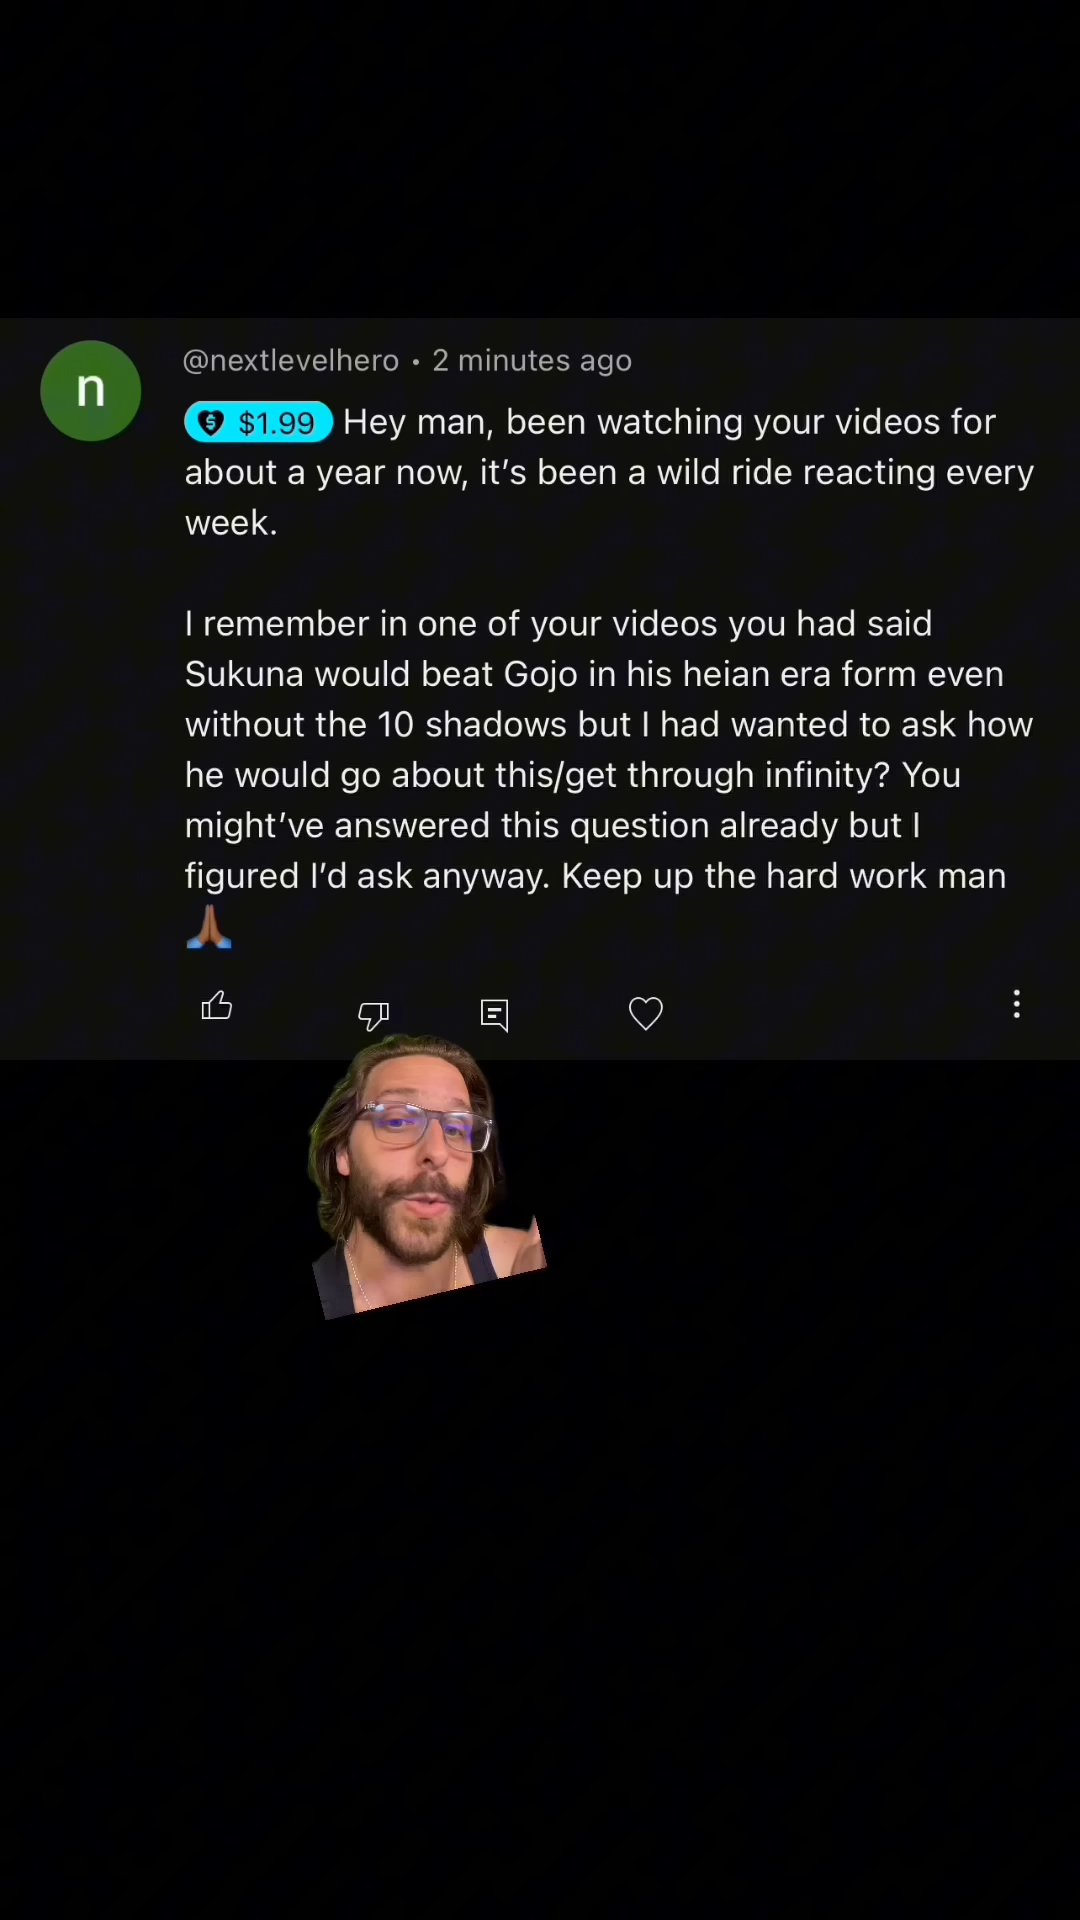 n
@nextlevelhero • 2 minutes ago
$1.99 Hey man, been watching your videos for
about a year now, it's been a wild ride reacting every
week.
I remember in one of your videos you had said
Sukuna would beat Gojo in his heian era form even
without the 10 shadows but I had wanted to ask how
he would go about this/get through infinity? You
might've answered this question already but I
figured I'd ask anyway. Keep up the hard work man
🙏🏾